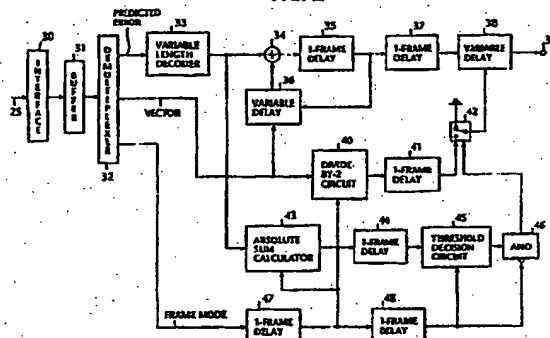 PREDICTED
ERROR
33
VARIABLE
LENGTH
DECODER
34
35
1-FRAME
DELAY
37
1-FRAME
DELAY
38
VARIABLE
DELAY
30
INTERFACE
31
BUFFER
DEMULTIPLEXER
32
25
VECTOR
36
VARIABLE
DELAY
40
DIVIDE-
BY-2
CIRCUIT
41
1-FRAME
DELAY
42
43
ABSOLUTE
SUM
CALCULATOR
44
1-FRAME
DELAY
45
THRESHOLD
DECISION
CIRCUIT
46
AND
FRAME MODE
47
1-FRAME
DELAY
48
1-FRAME
DELAY